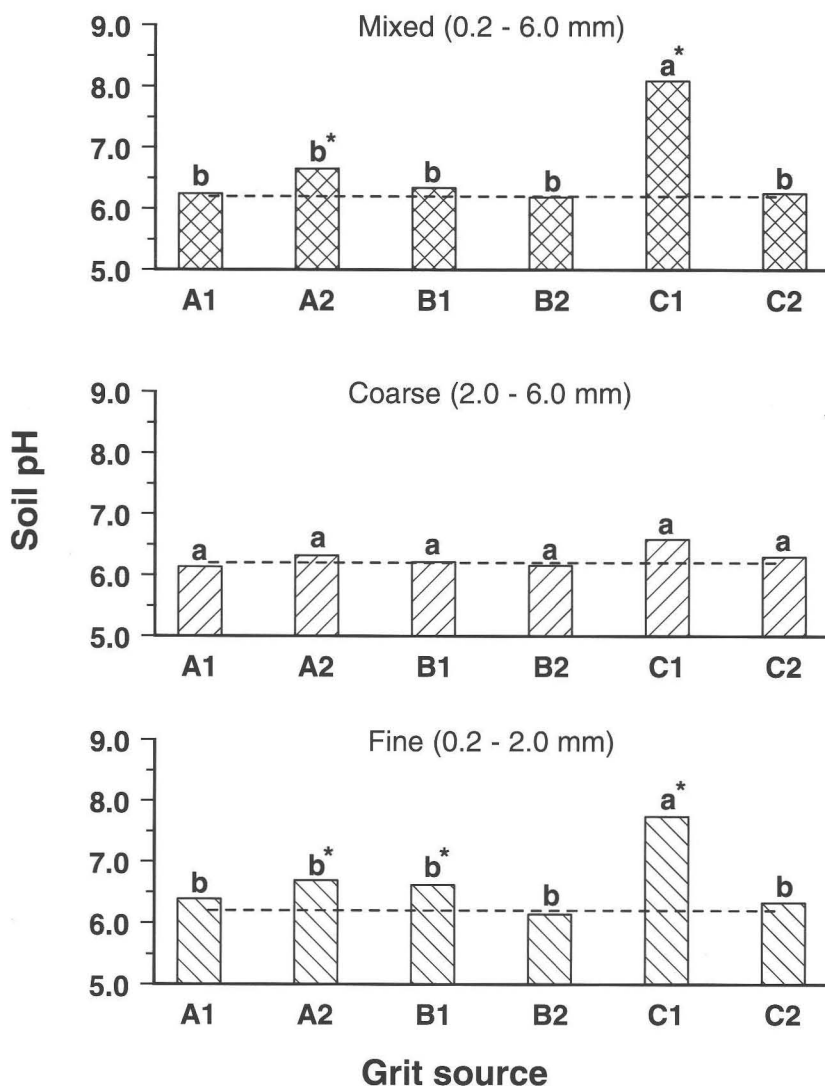 Mixed (0.2 - 6.0 mm)
9.0
8.0
7.0
6.0
5.0
b
b*
b
b
a*
b
A1 A2 B1 B2 C1 C2
Soil pH
Coarse (2.0 - 6.0 mm)
9.0
8.0
7.0
6.0
5.0
a a a a a a
A1 A2 B1 B2 C1 C2
Fine (0.2 - 2.0 mm)
9.0
8.0
7.0
6.0
5.0
b
b*
b*
b
a*
b
A1 A2 B1 B2 C1 C2
Grit source